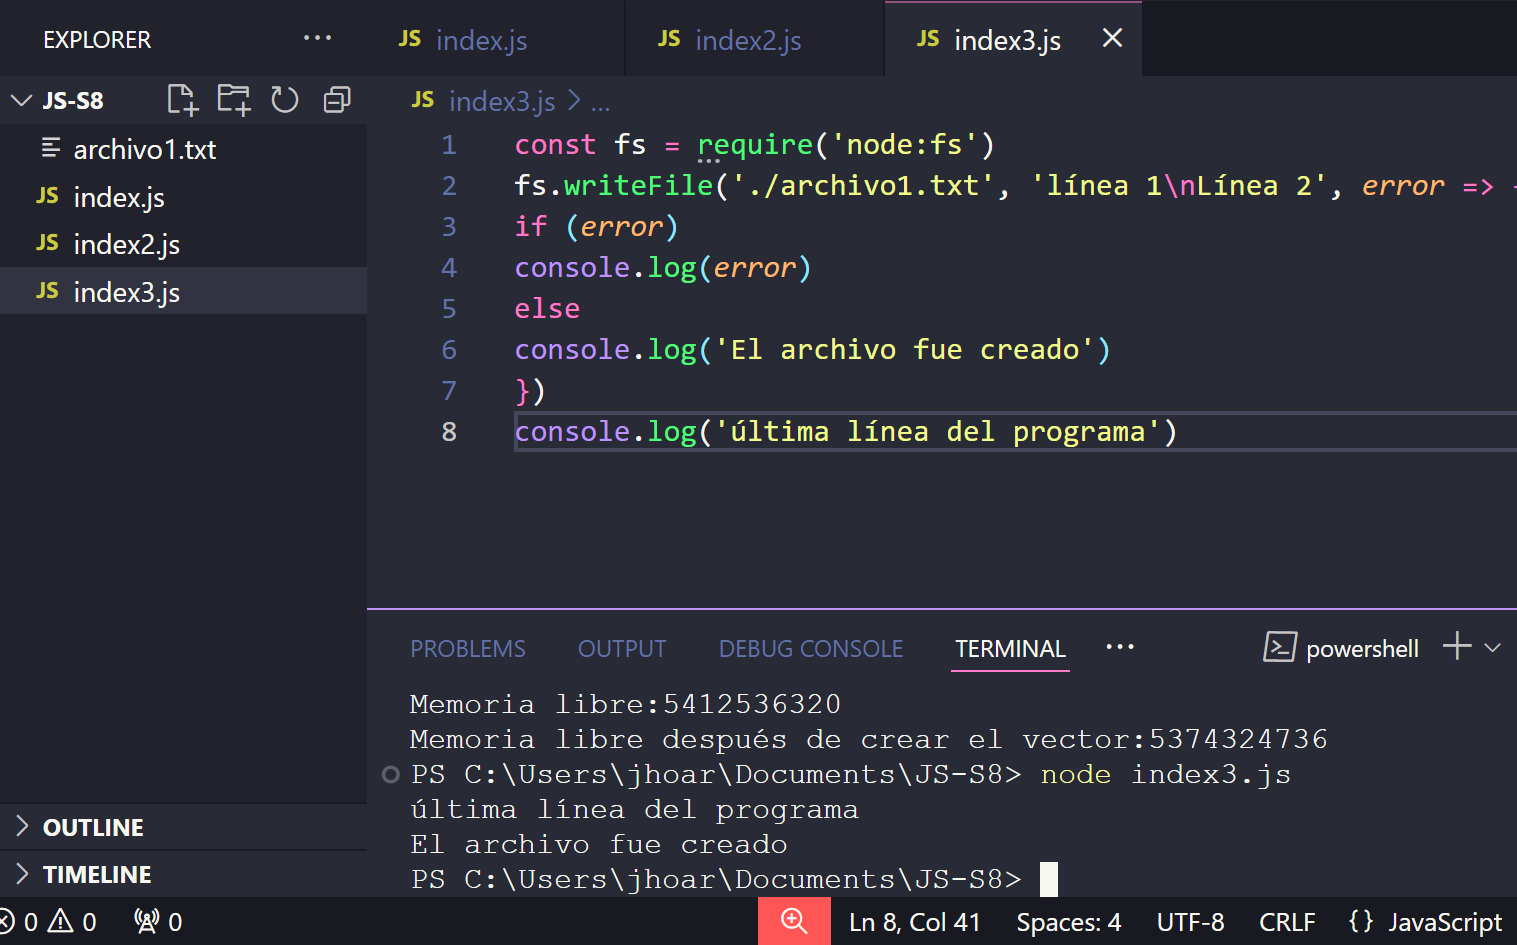 EXPLORER ...
JS index.js
JS index2.js
JS index3.js
JS-S8
archivo1.txt
JS index.js
JS index2.js
JS index3.js
OUTLINE
TIMELINE
JS index3.js > ...
1 const fs = require('node:fs')
2 fs.writeFile('./archivo1.txt', 'línea 1\nLínea 2', error =>
3 if (error)
4 console.log(error)
5 else
6 console.log('El archivo fue creado')
7 })
8 console.log('última línea del programa')
PROBLEMS OUTPUT DEBUG CONSOLE TERMINAL ... powershell
Memoria libre:5412536320
Memoria libre después de crear el vector:5374324736
PS C:\Users\jhoar\Documents\JS-S8> node index3.js
última línea del programa
El archivo fue creado
PS C:\Users\jhoar\Documents\JS-S8>
0 0 0 Ln 8, Col 41 Spaces: 4 UTF-8 CRLF {} JavaScript